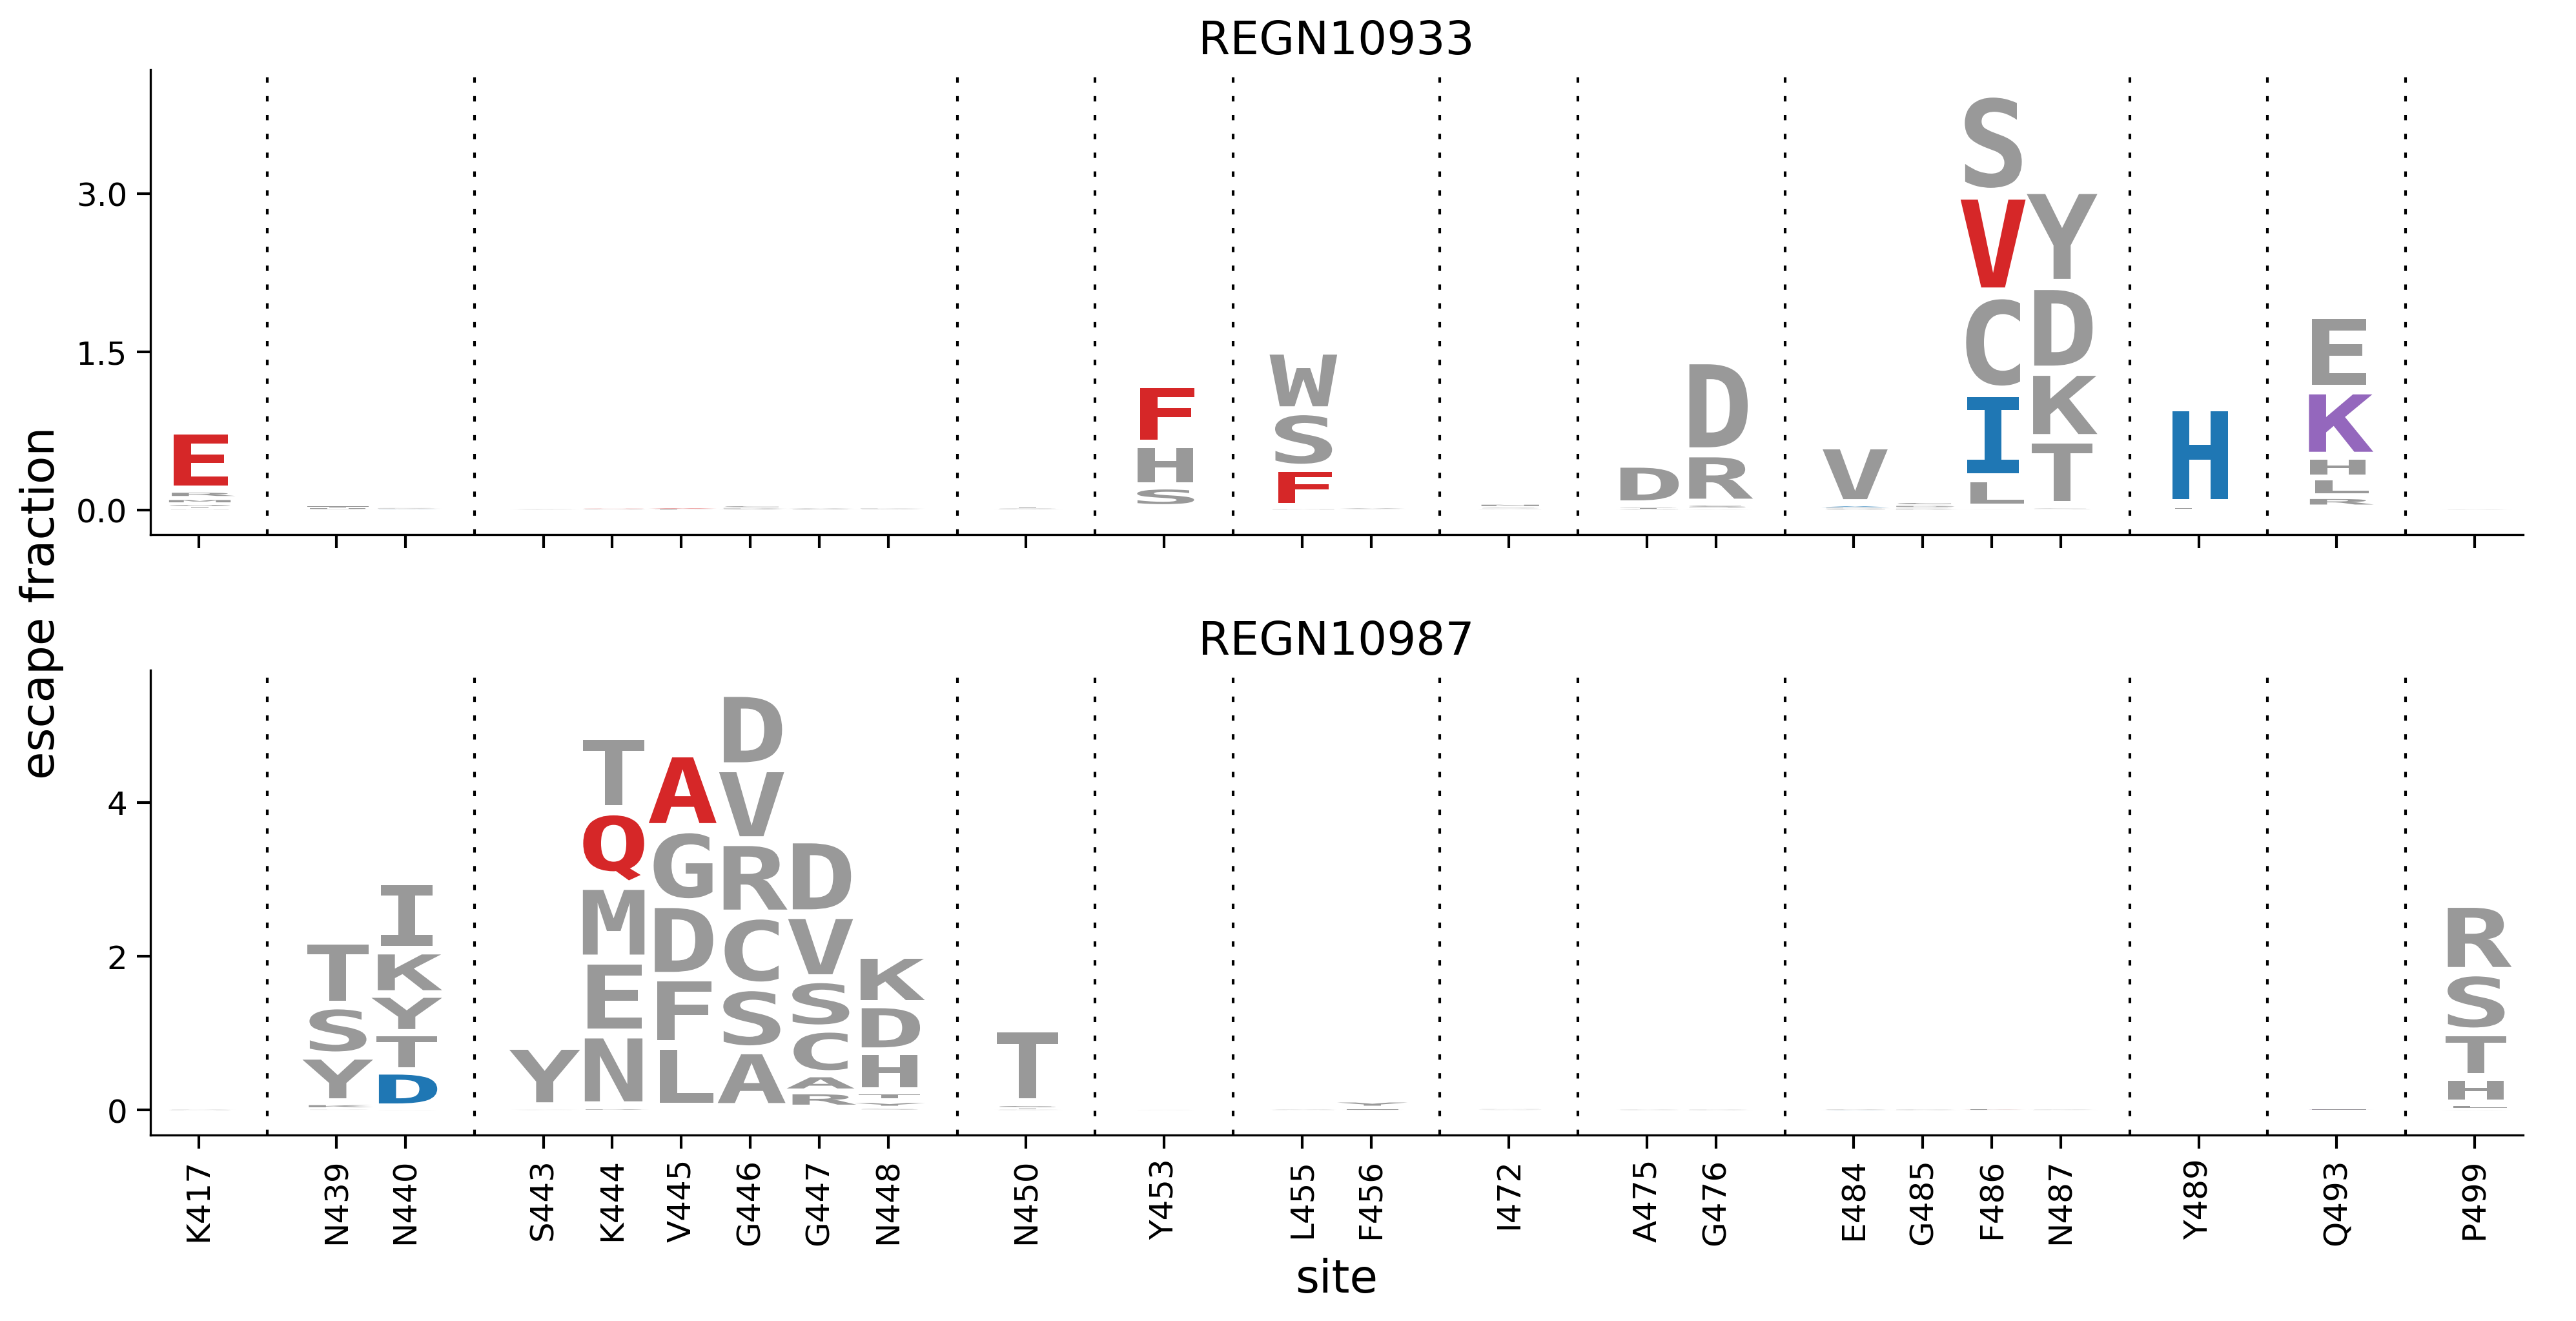 REGN10933
escape fraction
3.0
1.5
0.0
E
F
H
S
W
S
F
D
D
R
V
S
V
C
I
L
Y
D
K
T
H
E
K
H
L
R
REGN10987
4
2
0
T
S
Y
I
K
Y
T
D
Y
T
Q
M
E
N
A
G
D
F
L
D
V
R
C
S
A
D
V
S
C
A
R
K
D
H
T
R
S
T
H
K417 N439 N440 S443 K444 V445 G446 G447 N448 N450 Y453 L455 F456 I472 A475 G476 E484 G485 F486 N487 Y489 Q493 P499
site